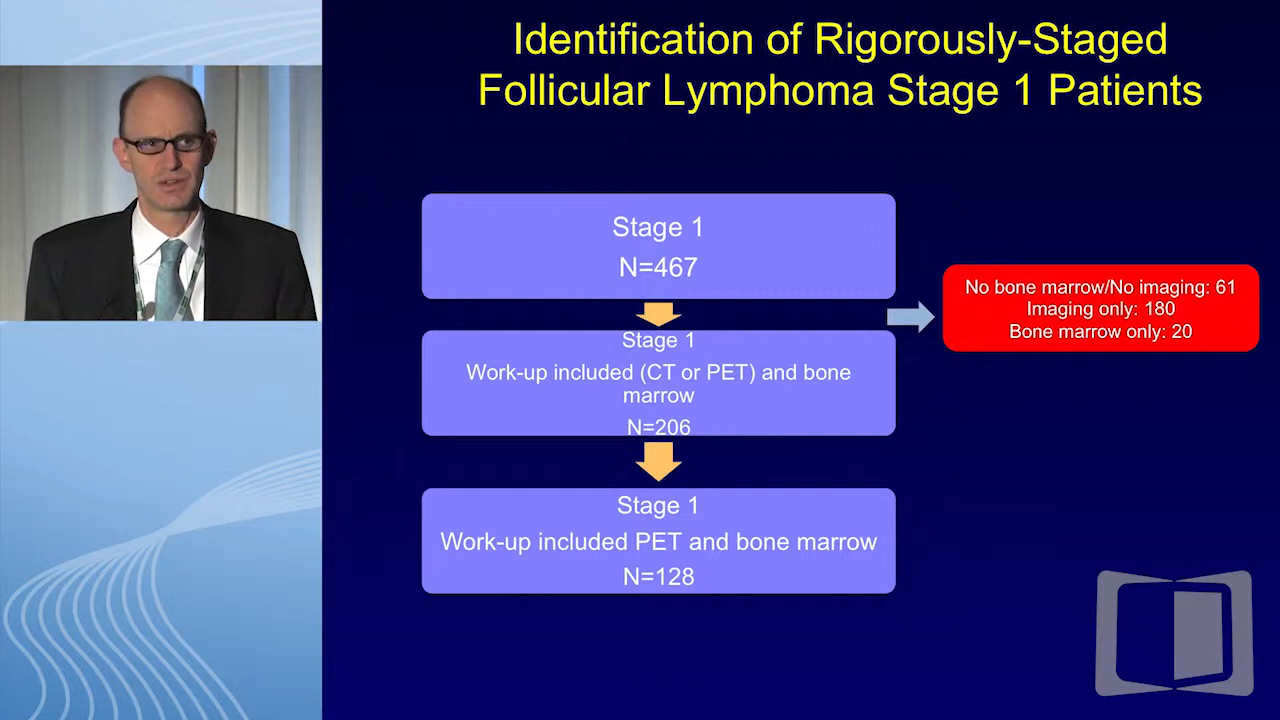 Identification of Rigorously-Staged
Follicular Lymphoma Stage 1 Patients
Stage 1
N=467
No bone marrow/No imaging: 61
Imaging only: 180
Bone marrow only: 20
Stage 1
Work-up included (CT or PET) and bone
marrow
N=206
Stage 1
Work-up included PET and bone marrow
N=128